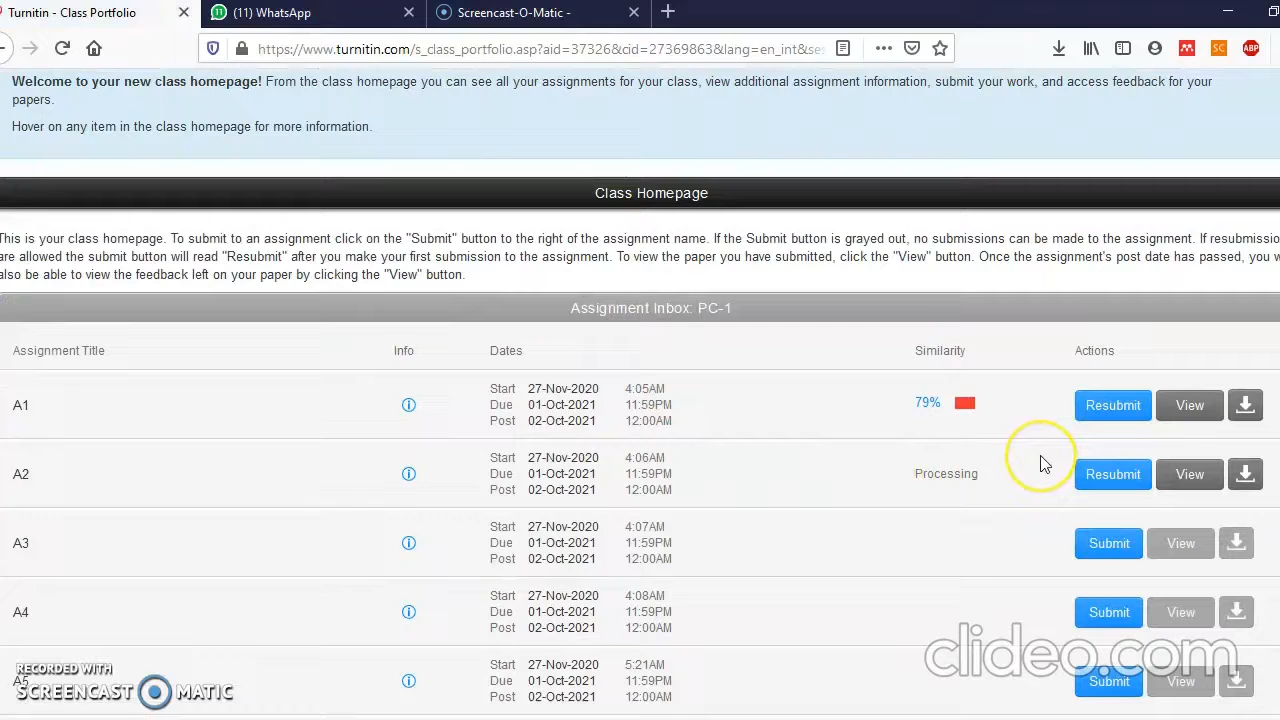 Turnitin - Class Portfolio
(11) WhatsApp
Screencast-O-Matic -
https://www.turnitin.com/s_class_portfolio.asp?aid=37326&cid=27369863&lang=en_int&ses
SC
ABP
Welcome to your new class homepage! From the class homepage you can see all your assignments for your class, view additional assignment information, submit your work, and access feedback for your
papers.
Hover on any item in the class homepage for more information.
Class Homepage
This is your class homepage. To submit to an assignment click on the "Submit" button to the right of the assignment name. If the Submit button is grayed out, no submissions can be made to the assignment. If resubmissio
are allowed the submit button will read "Resubmit" after you make your first submission to the assignment. To view the paper you have submitted, click the "View" button. Once the assignment's post date has passed, you w
also be able to view the feedback left on your paper by clicking the "View" button.
Assignment Inbox: PC-1
Assignment Title Info Dates Similarity Actions
Start 27-Nov-2020 4:05AM
A1 Due 01-Oct-2021 11:59PM 79% Resubmit View
Post 02-Oct-2021 12:00AM
Start 27-Nov-2020 4:06AM
A2 Due 01-Oct-2021 11:59PM Processing Resubmit View
Post 02-Oct-2021 12:00AM
Start 27-Nov-2020 4:07AM
A3 Due 01-Oct-2021 11:59PM Submit View
Post 02-Oct-2021 12:00AM
Start 27-Nov-2020 4:08AM
A4 Due 01-Oct-2021 11:59PM Submit View
Post 02-Oct-2021 12:00AM
Start 27-Nov-2020 5:21AM
A5 Due 01-Oct-2021 11:59PM Submit View
Post 02-Oct-2021 12:00AM
clideo.com
RECORDED WITH
SCREENCAST MATIC